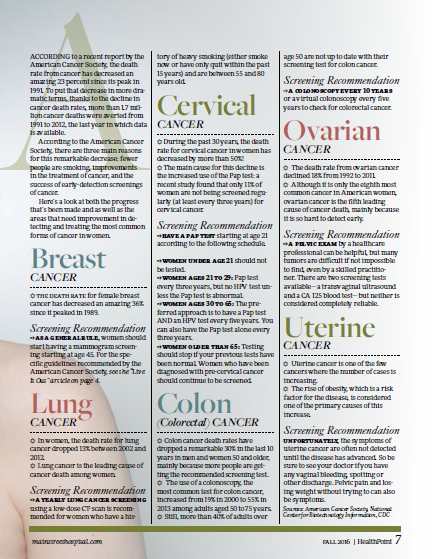 ACCORDING to a recent report by the
American Cancer Society, the death
rate from cancer has decreased an
amazing 23 percent since its peak in
1991. To put that decrease in more dra-
matic terms, thanks to the decline in
cancer death rates, more than 1.7 mil-
lion cancer deaths were averted from
1991 to 2012, the last year in which data
is available.
According to the American Cancer
Society, there are three main reasons
for this remarkable decrease: fewer
people are smoking, improvements
in the treatment of cancer, and the
success of early-detection screenings
of cancer.
Here's a look at both the progress
that's been made and as well as the
areas that need improvement in de-
tecting and treating the most common
forms of cancer in women.
Breast
CANCER
THE DEATH RATE for female breast
cancer has decreased an amazing 36%
since it peaked in 1989.
Screening Recommendation
AS A GENERAL RULE, women should
start having a mammogram screen-
ing starting at age 45. For the spe-
cific guidelines recommended by the
American Cancer Society, see the "Live
It Out" article on page 4.
Lung
CANCER
In women, the death rate for lung
cancer dropped 13% between 2002 and
2012.
Lung cancer is the leading cause of
cancer death among women.
Screening Recommendation
A YEARLY LUNG CANCER SCREENING
using a low-dose CT-scan is recom-
mended for women who have a his-
tory of heavy smoking (either smoke
now or have only quit within the past
15 years) and are between 55 and 80
years old.
Cervical
CANCER
During the past 30 years, the death
rate for cervical cancer in women has
decreased by more than 50%!
The main cause for this decline is
the increased use of the Pap test: a
recent study found that only 11% of
women are not being screened regu-
larly (at least every three years) for
cervical cancer.
Screening Recommendation
HAVE A PAP TEST starting at age 21
according to the following schedule.
WOMEN UNDER AGE 21 should not
be tested.
WOMEN AGES 21 TO 29: Pap test
every three years, but no HPV test un-
less the Pap test is abnormal.
WOMEN AGES 30 TO 65: The pre-
ferred approach is to have a Pap test
AND an HPV test every five years. You
can also have the Pap test alone every
three years.
WOMEN OLDER THAN 65: Testing
should stop if your previous tests have
been normal. Women who have been
diagnosed with pre-cervical cancer
should continue to be screened.
Colon
(Colorectal) CANCER
Colon cancer death rates have
dropped a remarkable 30% in the last 10
years in men and women 50 and older,
mainly because more people are get-
ting the recommended screening test.
The use of a colonoscopy, the
most common test for colon cancer,
increased from 19% in 2000 to 55% in
2013 among adults aged 50 to 75 years.
Still, more than 40% of adults over
age 50 are not up to date with their
screening test for colon cancer.
Screening Recommendation
A COLONOSCOPY EVERY 10 YEARS
or a virtual colonoscopy every five
years to check for colorectal cancer.
Ovarian
CANCER
The death rate from ovarian cancer
declined 18% from 1992 to 2011.
Although it is only the eighth most
common cancer in American women,
ovarian cancer is the fifth leading
cause of cancer death, mainly because
it is so hard to detect early.
Screening Recommendation
A PELVIC EXAM by a healthcare
professional can be helpful, but many
tumors are difficult if not impossible
to find, even by a skilled practitio-
ner. There are two screening tests
available—a transvaginal ultrasound
and a CA 125 blood test—but neither is
considered completely reliable.
Uterine
CANCER
Uterine cancer is one of the few
cancers where the number of cases is
increasing.
The rise of obesity, which is a risk
factor for the disease, is considered
one of the primary causes of this
increase.
Screening Recommendation
UNFORTUNATELY, the symptoms of
uterine cancer are often not detected
until the disease has advanced. So be
sure to see your doctor if you have
any vaginal bleeding, spotting or
other discharge. Pelvic pain and los-
ing weight without trying to can also
be symptoms.
Sources: American Cancer Society, National
Center for Biotechnology Information, CDC
mainstreethospital.com
FALL 2016 | HealthPoint 7